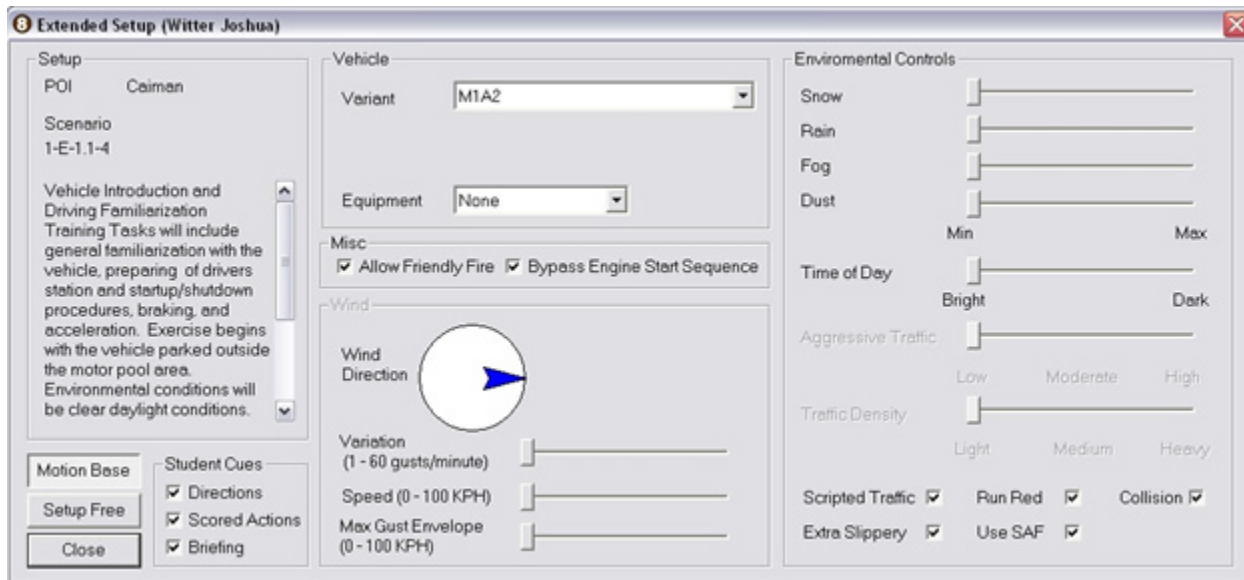 8 Extended Setup (Witter Joshua)
Setup
POI Caiman
Scenario
1-E-1.1-4
Vehicle Introduction and
Driving Familiarization
Training Tasks will include
general familiarization with the
vehicle, preparing of drivers
station and startup/shutdown
procedures, braking, and
acceleration. Exercise begins
with the vehicle parked outside
the motor pool area.
Environmental conditions will
be clear daylight conditions.
Motion Base
Setup Free
Close
Student Cues
Directions
Scored Actions
Briefing
Vehicle
Variant M1A2
Equipment None
Misc
Allow Friendly Fire Bypass Engine Start Sequence
Wind
Wind
Direction
Variation
(1 - 60 gusts/minute)
Speed (0 - 100 KPH)
Max Gust Envelope
(0 - 100 KPH)
Enviromental Controls
Snow
Rain
Fog
Dust
Min Max
Time of Day
Bright Dark
Aggressive Traffic
Low Moderate High
Traffic Density
Light Medium Heavy
Scripted Traffic Run Red Collision
Extra Slippery Use SAF